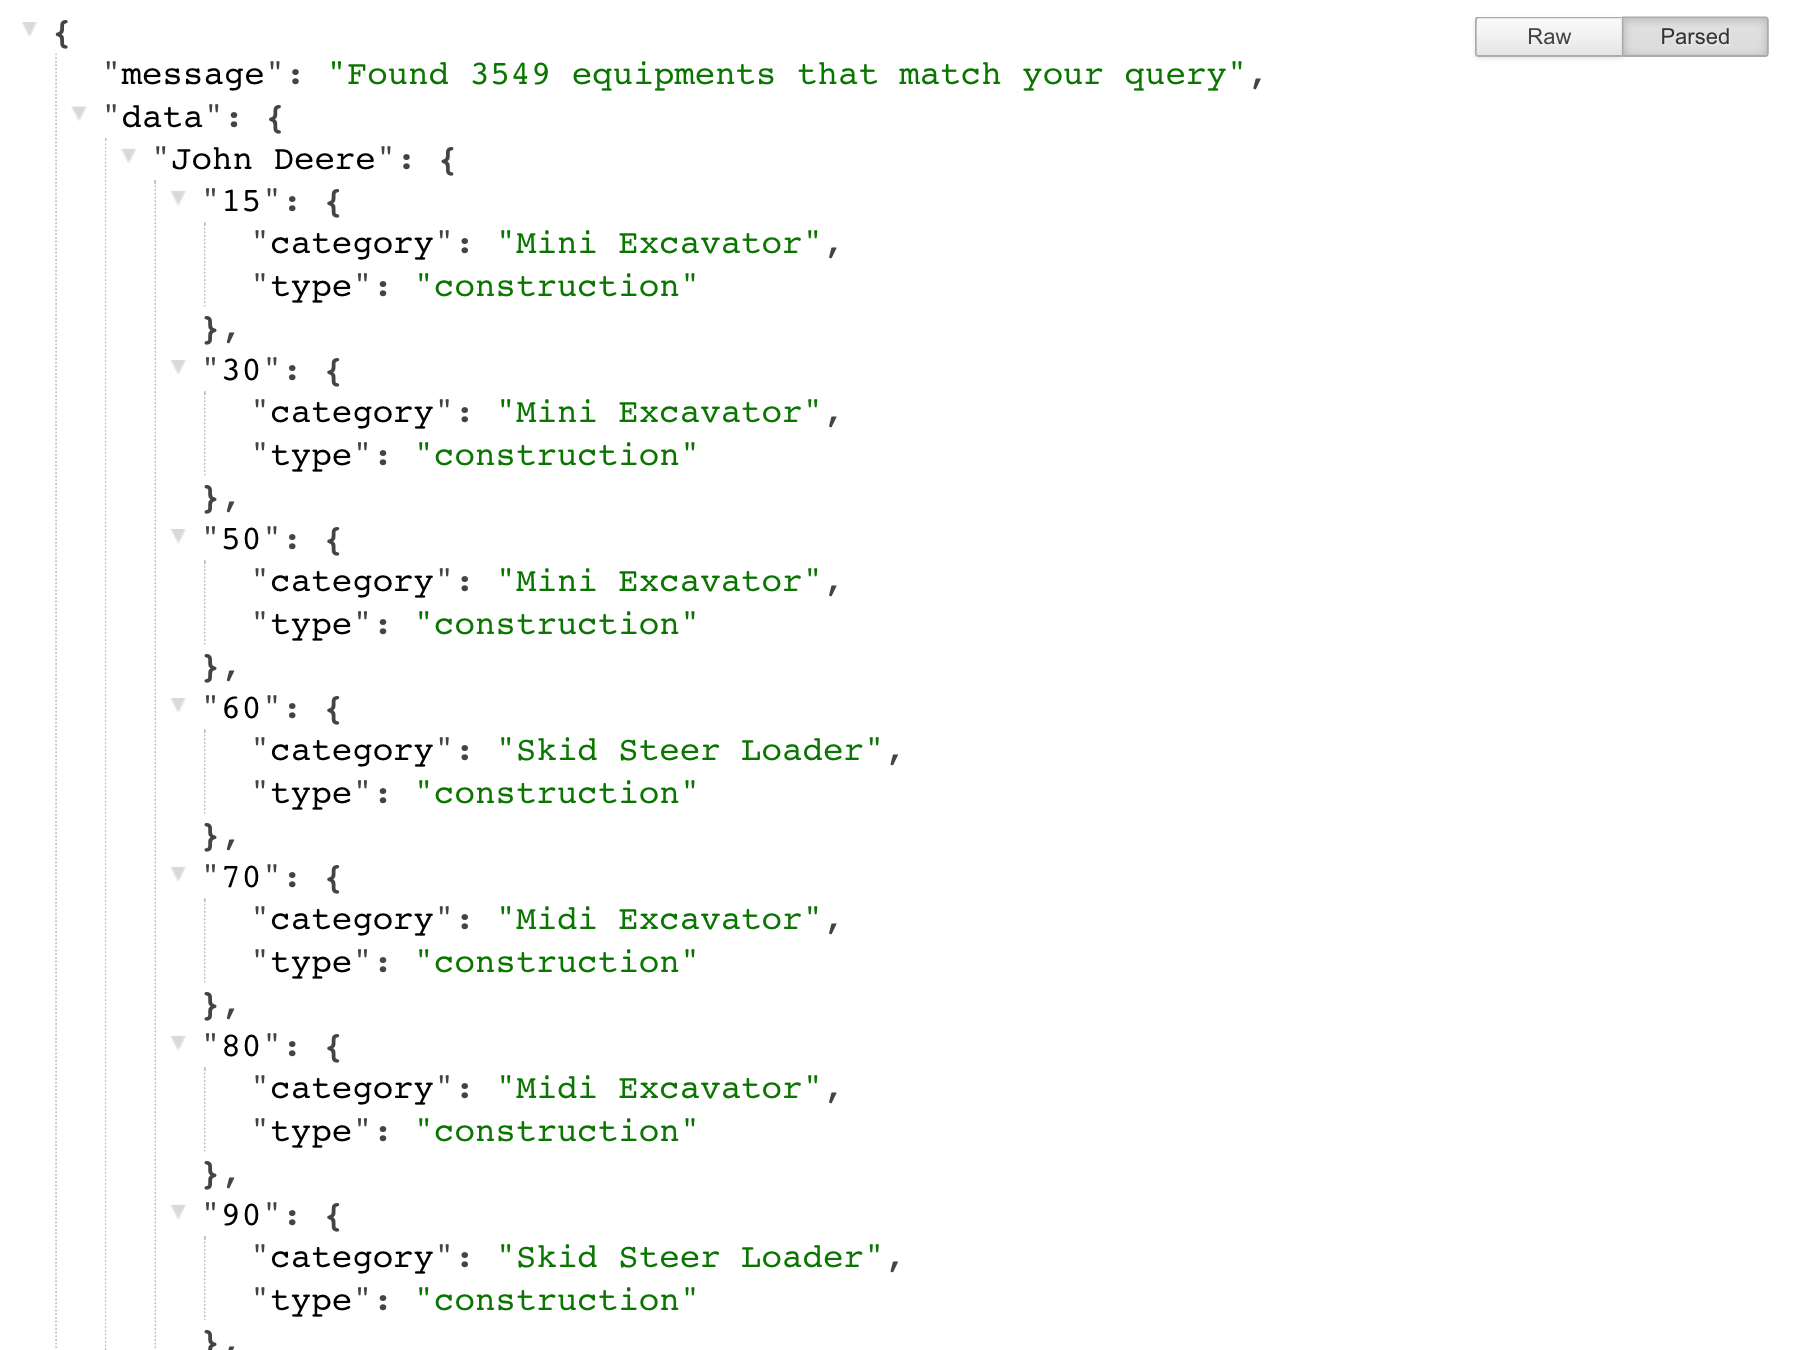 {
Raw Parsed
"message": "Found 3549 equipments that match your query",
"data": {
"John Deere": {
"15": {
"category": "Mini Excavator",
"type": "construction"
},
"30": {
"category": "Mini Excavator",
"type": "construction"
},
"50": {
"category": "Mini Excavator",
"type": "construction"
},
"60": {
"category": "Skid Steer Loader",
"type": "construction"
},
"70": {
"category": "Midi Excavator",
"type": "construction"
},
"80": {
"category": "Midi Excavator",
"type": "construction"
},
"90": {
"category": "Skid Steer Loader",
"type": "construction"
},